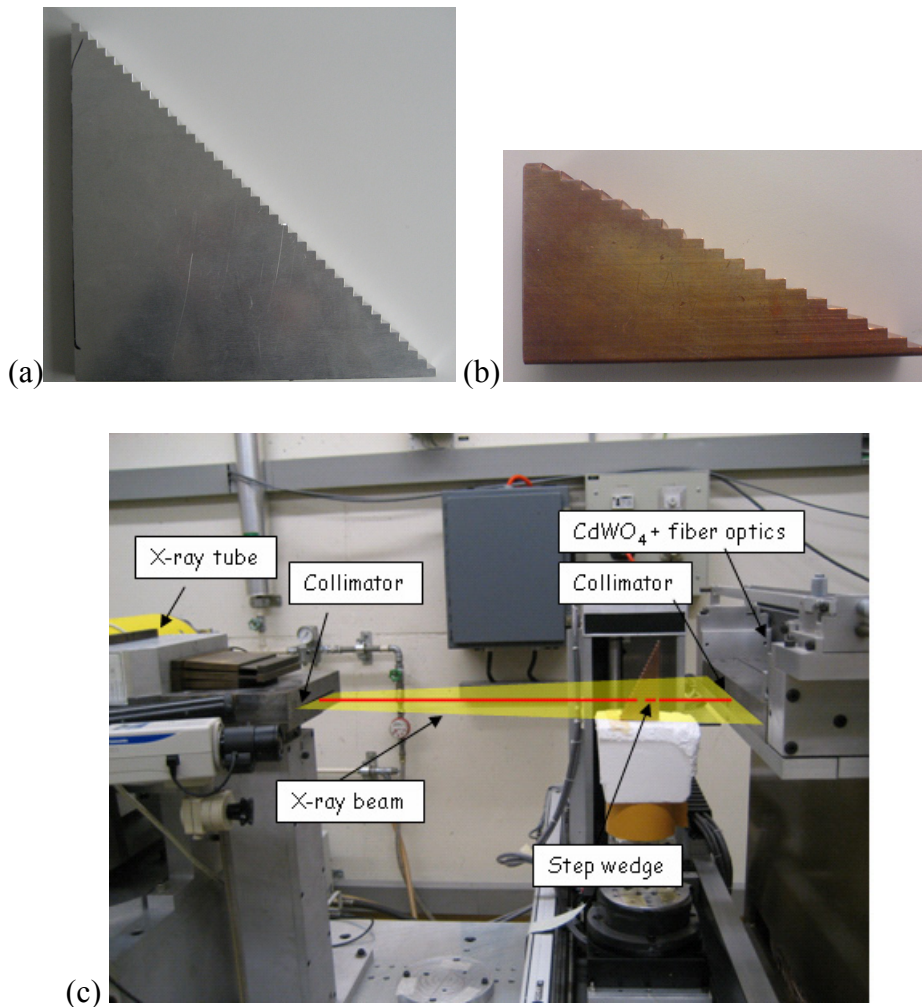 (a)
(b)
X-ray tube
Collimator
CdWO₄ + fiber optics
Collimator
X-ray beam
Step wedge
(c)